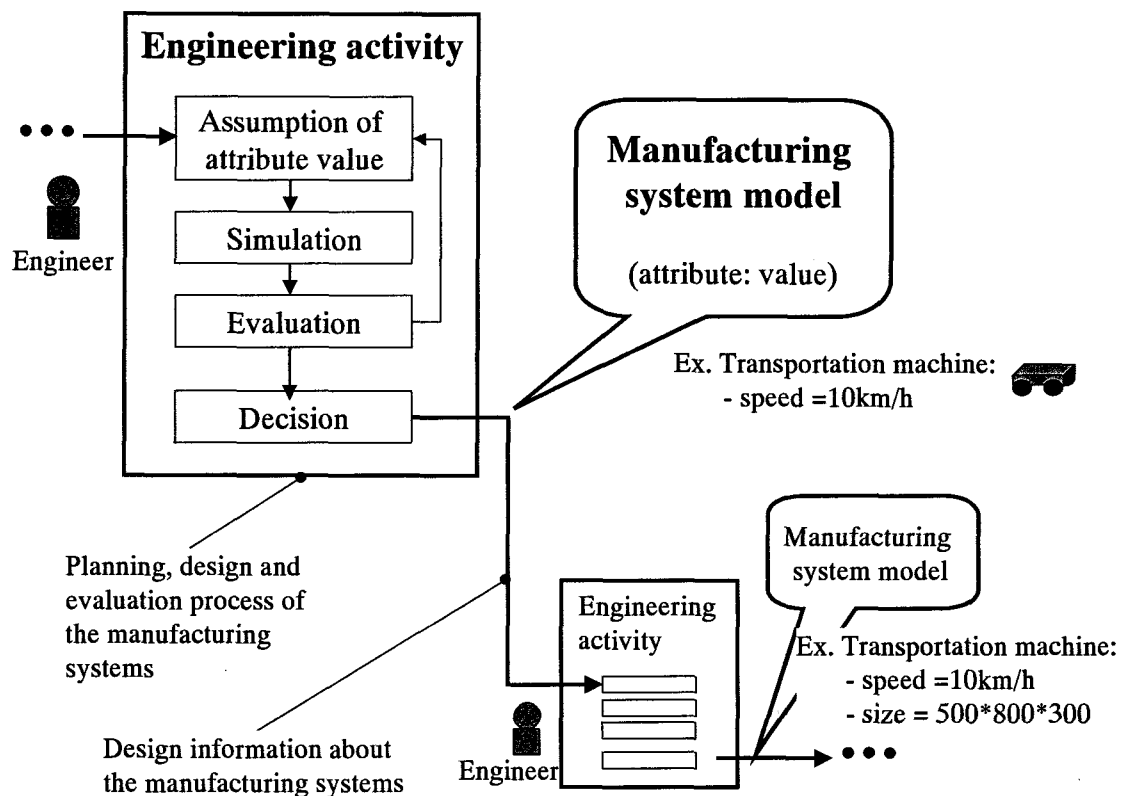 Engineering activity
Assumption of
attribute value
Simulation
Evaluation
Decision
Engineer
Manufacturing
system model
(attribute: value)
Ex. Transportation machine:
- speed =10km/h
Planning, design and
evaluation process of
the manufacturing
systems
Design information about
the manufacturing systems
Engineering
activity
Engineer
Manufacturing
system model
Ex. Transportation machine:
- speed =10km/h
- size = 500*800*300